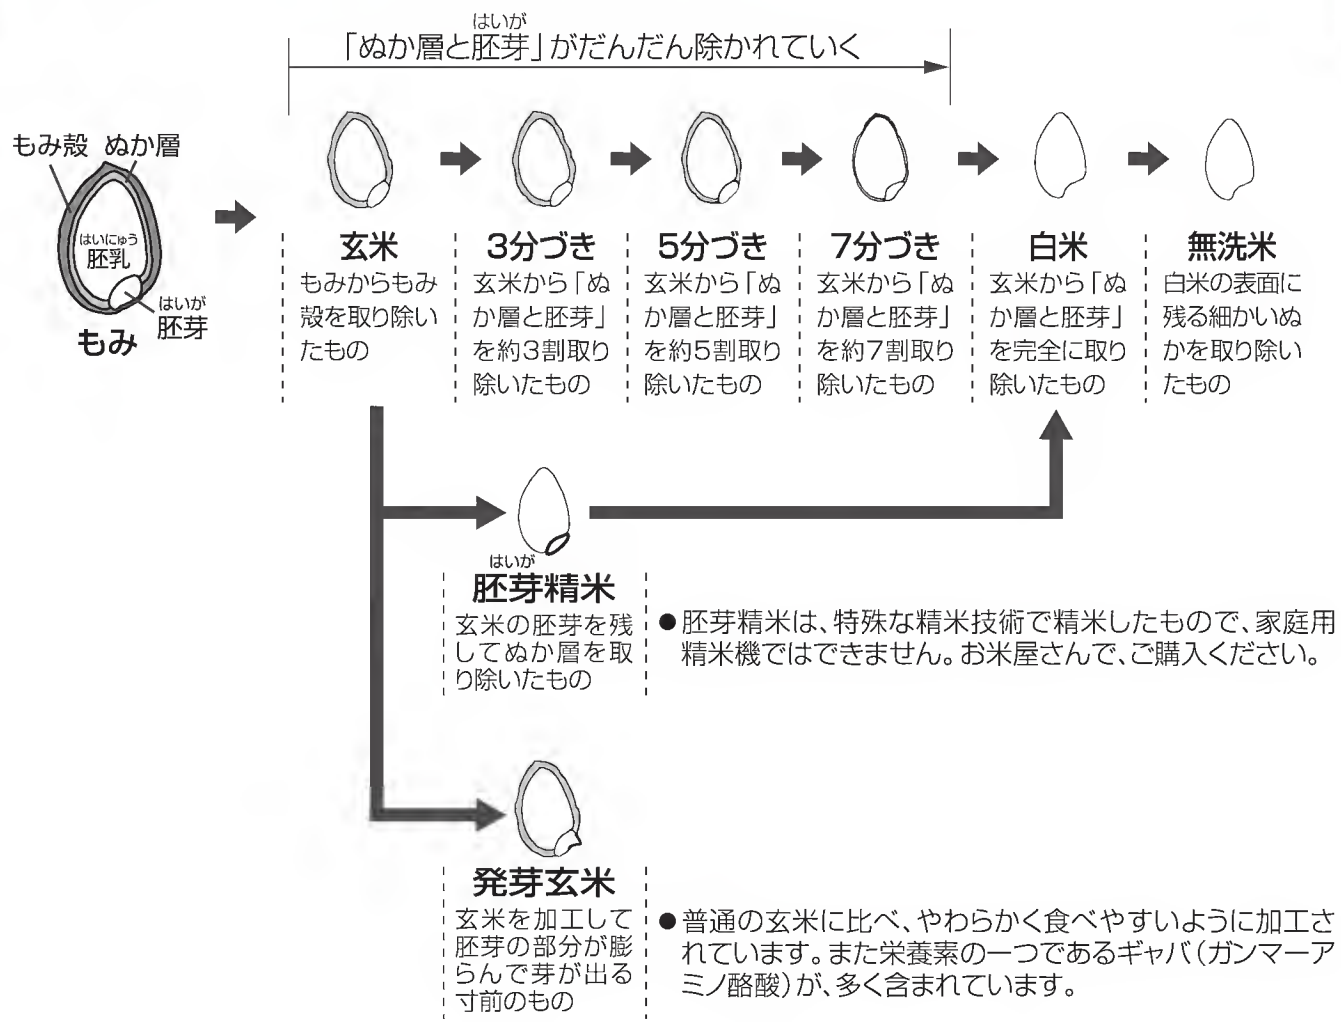 はいが
「ぬか層と胚芽」がだんだん除かれていく
もみ殻 ぬか層
はいにゅう
胚乳
はいが
胚芽
もみ
玄米
もみからもみ
殻を取り除い
たもの
3分づき
玄米から「ぬ
か層と胚芽」
を約3割取り
除いたもの
5分づき
玄米から「ぬ
か層と胚芽」
を約5割取り
除いたもの
7分づき
玄米から「ぬ
か層と胚芽」
を約7割取り
除いたもの
白米
玄米から「ぬ
か層と胚芽」
を完全に取り
除いたもの
無洗米
白米の表面に
残る細かいぬ
かを取り除い
たもの
はいが
胚芽精米
玄米の胚芽を残
してぬか層を取
り除いたもの
●胚芽精米は、特殊な精米技術で精米したもので、家庭用
精米機ではできません。お米屋さんで、ご購入ください。
発芽玄米
玄米を加工して
胚芽の部分が膨
らんで芽が出る
寸前のもの
●普通の玄米に比べ、やわらかく食べやすいように加工さ
れています。また栄養素の一つであるギャバ(ガンマーア
ミノ酪酸)が、多く含まれています。